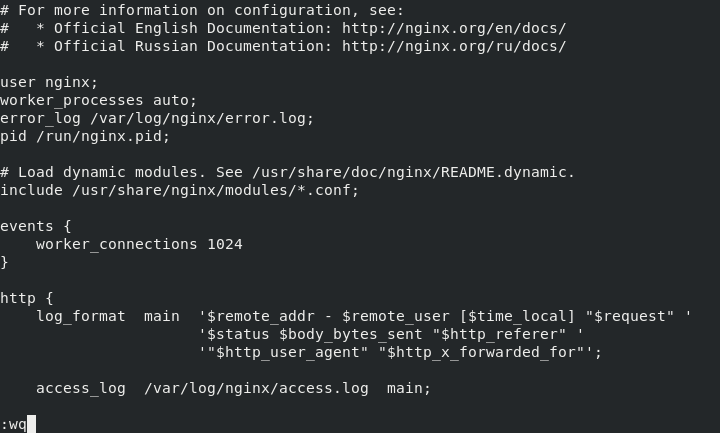 # For more information on configuration, see:
#   * Official English Documentation: http://nginx.org/en/docs/
#   * Official Russian Documentation: http://nginx.org/ru/docs/

user nginx;
worker_processes auto;
error_log /var/log/nginx/error.log;
pid /run/nginx.pid;

# Load dynamic modules. See /usr/share/doc/nginx/README.dynamic.
include /usr/share/nginx/modules/*.conf;

events {
    worker_connections 1024
}

http {
    log_format  main  '$remote_addr - $remote_user [$time_local] "$request" '
                      '$status $body_bytes_sent "$http_referer" '
                      '"$http_user_agent" "$http_x_forwarded_for"';

    access_log  /var/log/nginx/access.log  main;

:wq